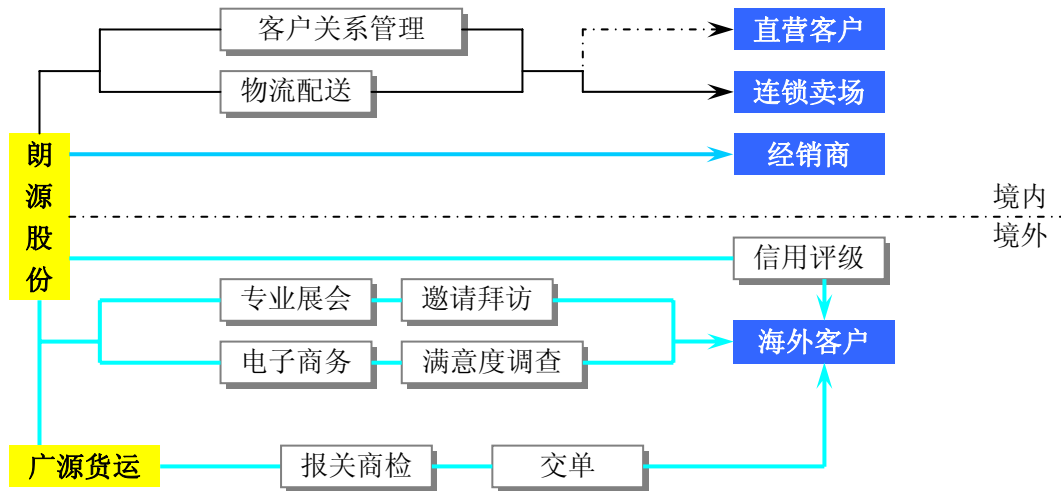 客户关系管理
直营客户
物流配送
连锁卖场
朗源股份
经销商
境内
境外
信用评级
专业展会
邀请拜访
海外客户
电子商务
满意度调查
广源货运
报关商检
交单